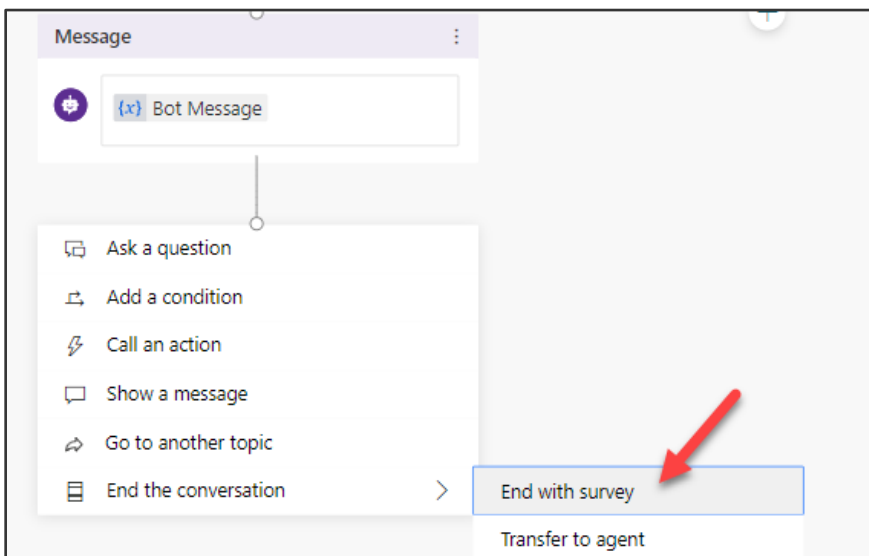 Message
{x} Bot Message
Ask a question
Add a condition
Call an action
Show a message
Go to another topic
End the conversation
End with survey
Transfer to agent